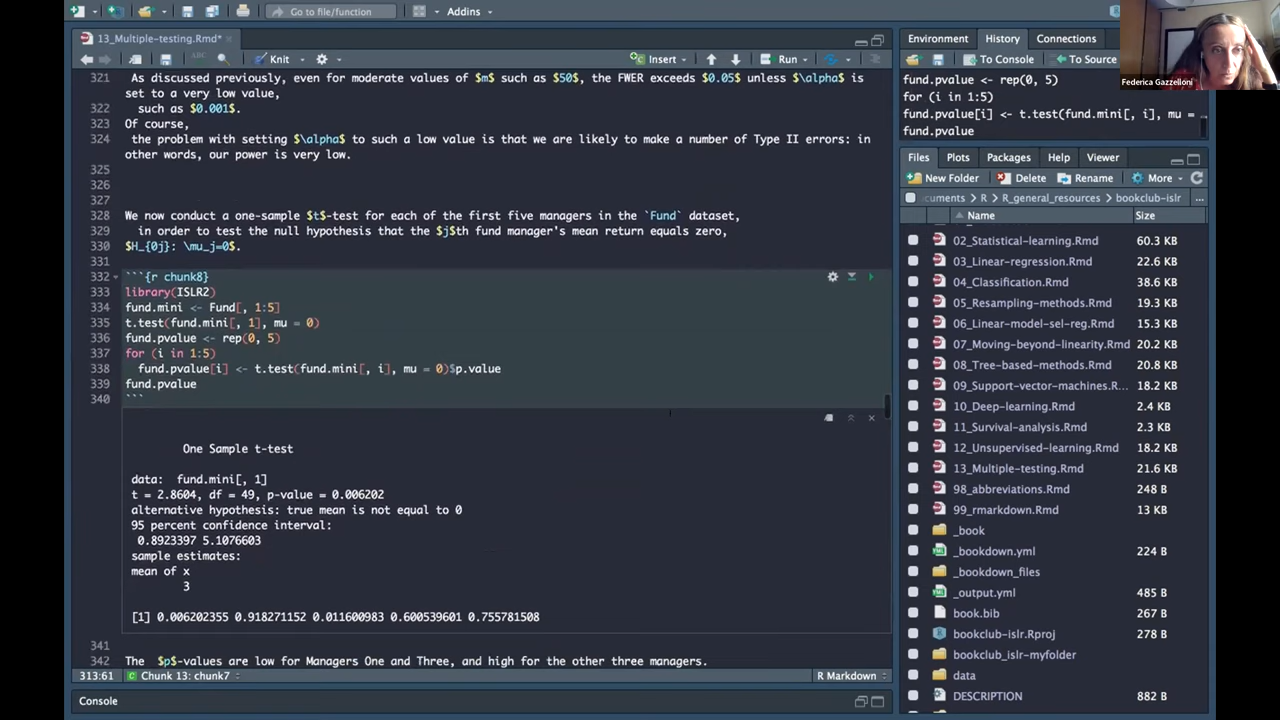 Go to file/function
Addins
13_Multiple-testing.Rmd*
Knit
Insert
Run
321 As discussed previously, even for moderate values of $m$ such as $50$, the FWER exceeds $0.05$ unless $\alpha$ is
set to a very low value,
322 such as $0.001$.
323 Of course,
324 the problem with setting $\alpha$ to such a low value is that we are likely to make a number of Type II errors: in
other words, our power is very low.
325
326
327
328 We now conduct a one-sample $t$-test for each of the first five managers in the `Fund` dataset,
329 in order to test the null hypothesis that the $j$th fund manager's mean return equals zero,
330 $H_{0j}: \mu_j=0$.
331
332 ```{r chunk8}
333 library(ISLR2)
334 fund.mini <- Fund[, 1:5]
335 t.test(fund.mini[, 1], mu = 0)
336 fund.pvalue <- rep(0, 5)
337 for (i in 1:5)
338 fund.pvalue[i] <- t.test(fund.mini[, i], mu = 0)$p.value
339 fund.pvalue
340 ```
One Sample t-test
data: fund.mini[, 1]
t = 2.8604, df = 49, p-value = 0.006202
alternative hypothesis: true mean is not equal to 0
95 percent confidence interval:
0.8923397 5.1076603
sample estimates:
mean of x
3
[1] 0.006202355 0.918271152 0.011600983 0.600539601 0.755781508
341
342 The $p$-values are low for Managers One and Three, and high for the other three managers.
313:61
Chunk 13: chunk7
R Markdown
Console
Environment
History
Connections
To Console
To Source
fund.pvalue <- rep(0, 5)
for (i in 1:5)
fund.pvalue[i] <- t.test(fund.mini[, i], mu =
fund.pvalue
Files
Plots
Packages
Help
Viewer
New Folder
Delete
Rename
More
cuments
R
R_general_resources
bookclub-islr
...
Name
Size
02_Statistical-learning.Rmd 60.3 KB
03_Linear-regression.Rmd 22.6 KB
04_Classification.Rmd 38.6 KB
05_Resampling-methods.Rmd 19.3 KB
06_Linear-model-sel-reg.Rmd 15.3 KB
07_Moving-beyond-linearity.Rmd 20.2 KB
08_Tree-based-methods.Rmd 20.2 KB
09_Support-vector-machines.R... 18.2 KB
10_Deep-learning.Rmd 2.4 KB
11_Survival-analysis.Rmd 2.3 KB
12_Unsupervised-learning.Rmd 18.2 KB
13_Multiple-testing.Rmd 21.6 KB
98_abbreviations.Rmd 248 B
99_rmarkdown.Rmd 13 KB
_book
_bookdown.yml 224 B
_bookdown_files
_output.yml 485 B
book.bib 267 B
bookclub-islr.Rproj 278 B
bookclub_islr-myfolder
data
DESCRIPTION 882 B
Federica Gazzelloni